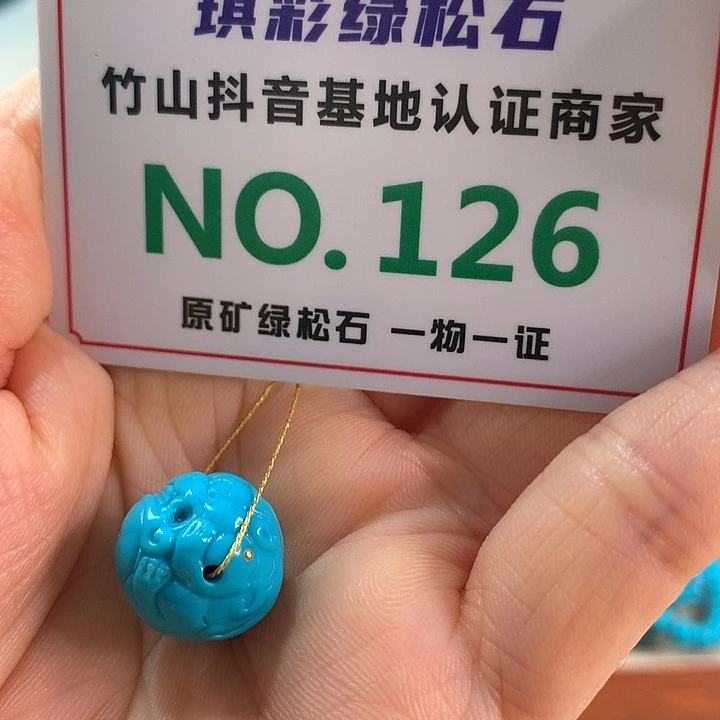 琪彩绿松石
竹山抖音基地认证商家
NO.126
原矿绿松石 一物一证